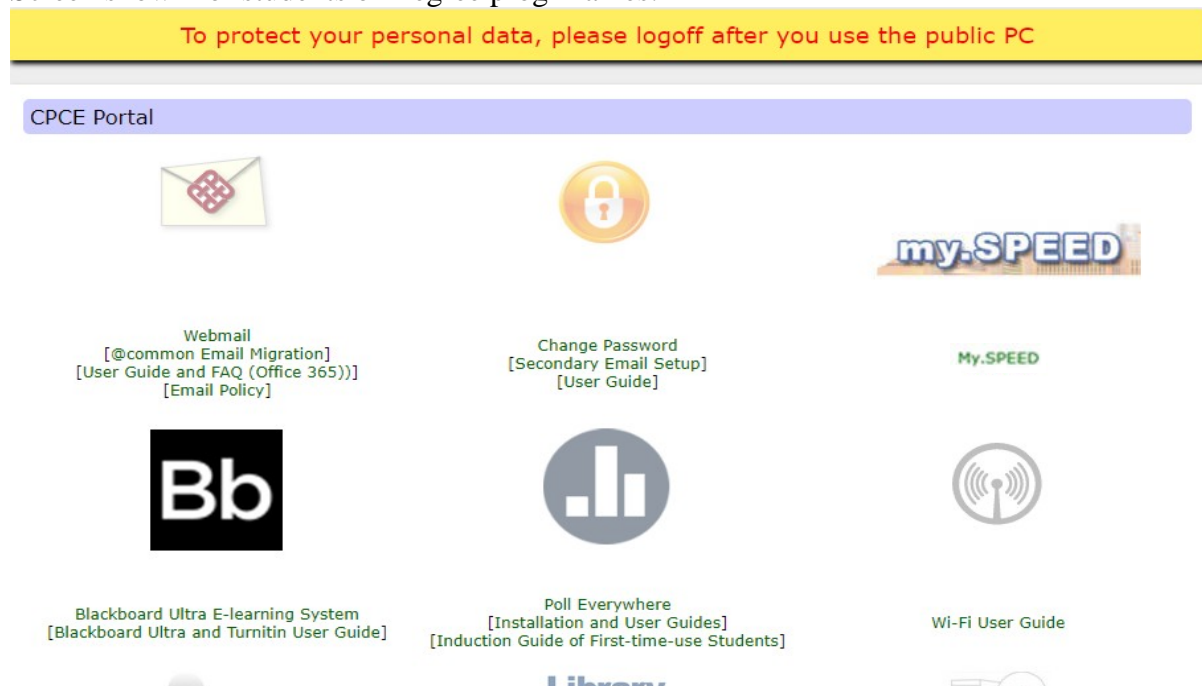 To protect your personal data, please logoff after you use the public PC
CPCE Portal
my.SPEED
Webmail
[@common Email Migration]
[User Guide and FAQ (Office 365))]
[Email Policy]
Change Password
[Secondary Email Setup]
[User Guide]
My.SPEED
Bb
Blackboard Ultra E-learning System
[Blackboard Ultra and Turnitin User Guide]
Poll Everywhere
[Installation and User Guides]
[Induction Guide of First-time-use Students]
Wi-Fi User Guide
Library